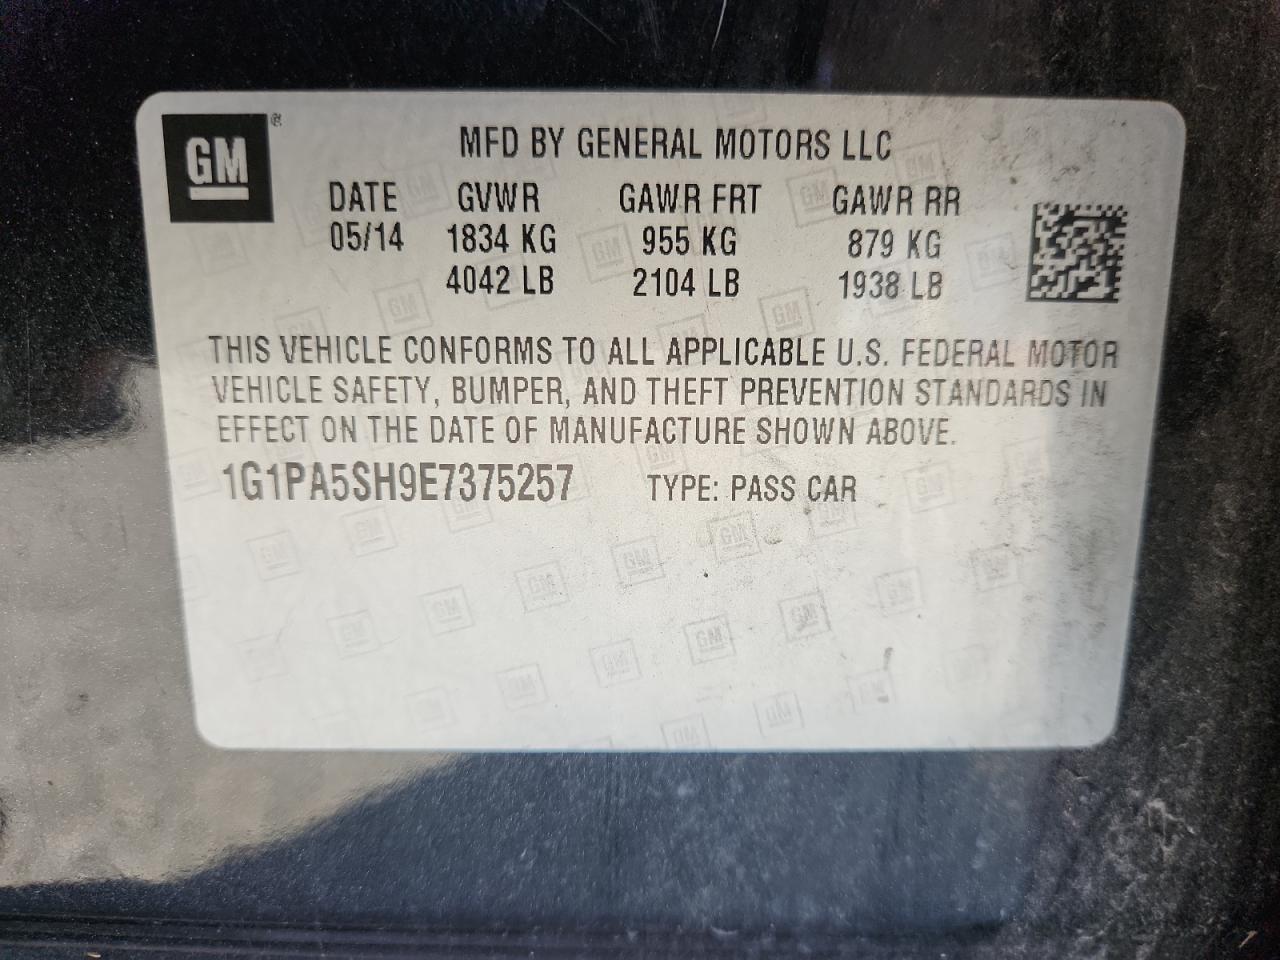 GM
MFD BY GENERAL MOTORS LLC
DATE GVWR GAWR FRT GAWR RR
05/14 1834 KG 955 KG 879 KG
4042 LB 2104 LB 1938 LB
THIS VEHICLE CONFORMS TO ALL APPLICABLE U.S. FEDERAL MOTOR
VEHICLE SAFETY, BUMPER, AND THEFT PREVENTION STANDARDS IN
EFFECT ON THE DATE OF MANUFACTURE SHOWN ABOVE.
1G1PA5SH9E7375257 TYPE: PASS CAR